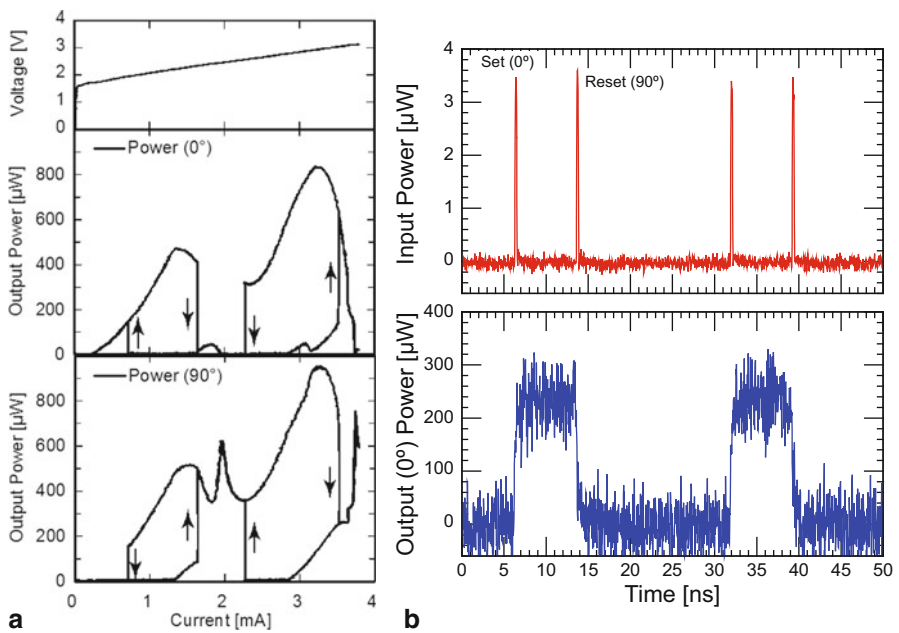 4
3
2
1
0
Voltage [V]
Power (0°)
800
600
400
200
0
Output Power [µW]
Power (90°)
800
600
400
200
0
Output Power [µW]
0 1 2 3 4
Current [mA]
a
4
3
2
1
0
Input Power [µW]
Set (0º)
Reset (90º)
400
300
200
100
0
Output (0º) Power [µW]
0 5 10 15 20 25 30 35 40 45 50
Time [ns]
b